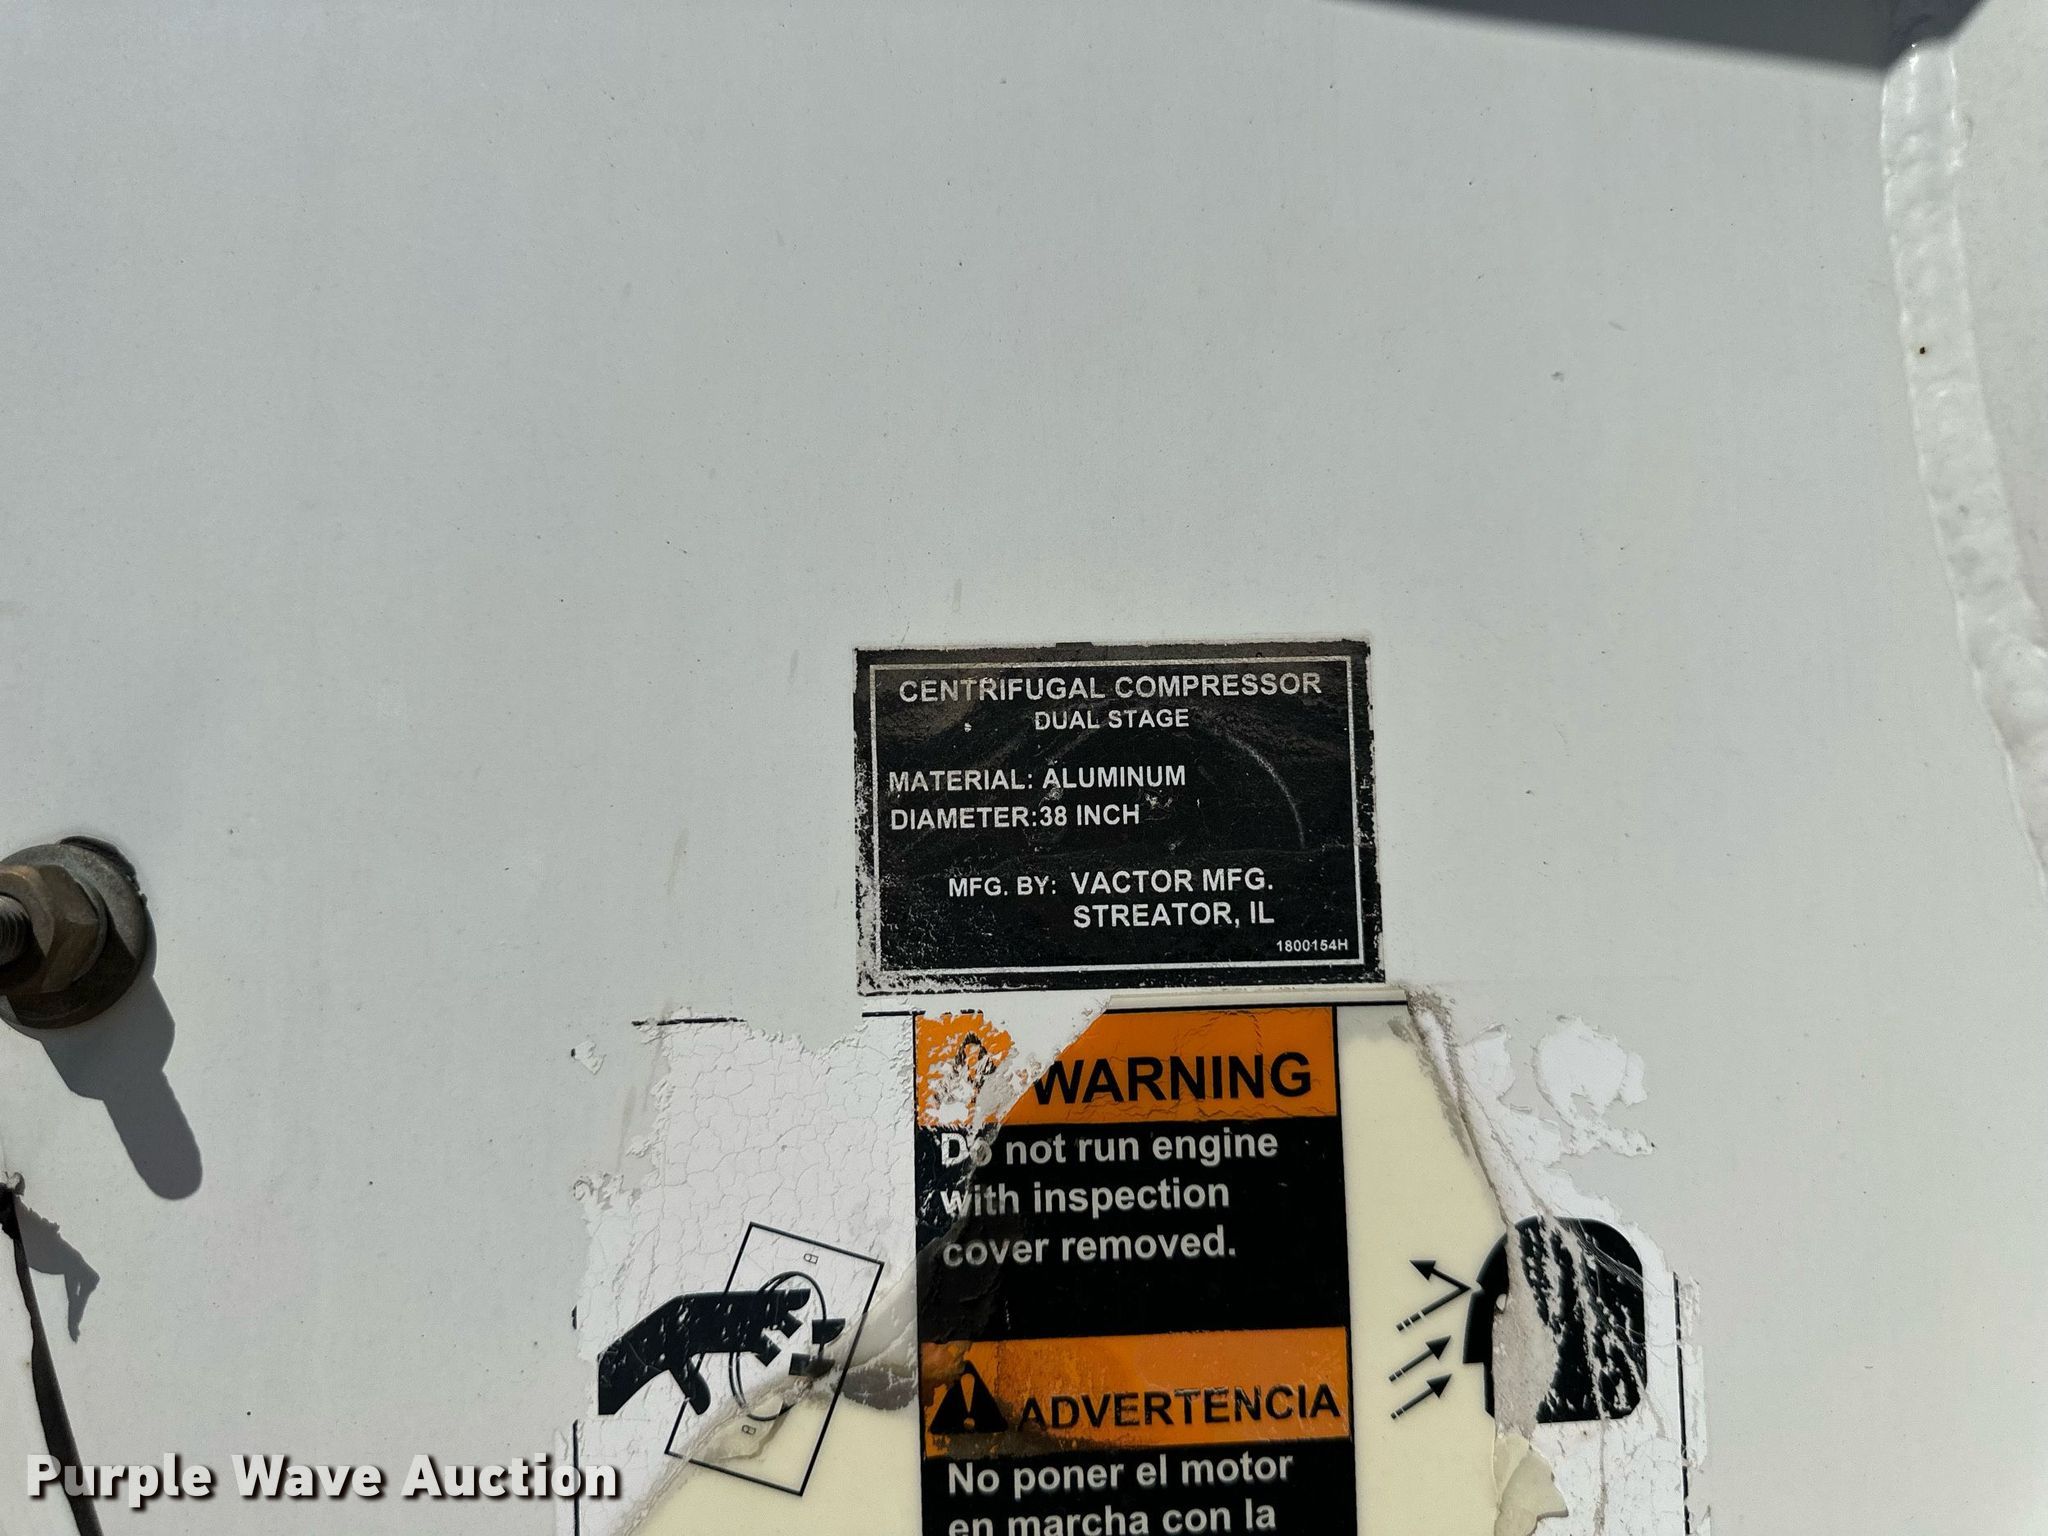 CENTRIFUGAL COMPRESSOR
DUAL STAGE
MATERIAL: ALUMINUM
DIAMETER:38 INCH
MFG. BY: VACTOR MFG.
STREATOR, IL
1800154H
WARNING
Do not run engine
with inspection
cover removed.
ADVERTENCIA
No poner el motor
en marcha con la
Purple Wave Auction